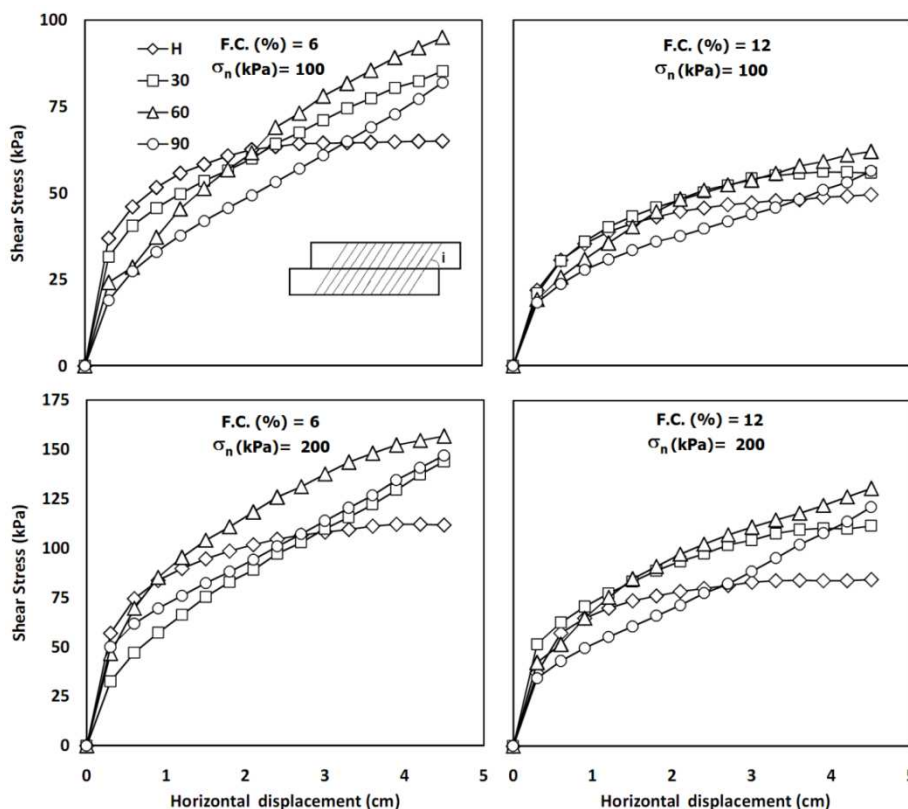 100
75
50
25
0
Shear Stress (kPa)
H
30
60
90
F.C. (%) = 6
σn (kPa)= 100
i
F.C. (%) = 12
σn (kPa)= 100
175
150
125
100
75
50
25
0
Shear Stress (kPa)
F.C. (%) = 6
σn (kPa)= 200
0 1 2 3 4 5
Horizontal displacement (cm)
F.C. (%) = 12
σn (kPa)= 200
0 1 2 3 4 5
Horizontal displacement (cm)